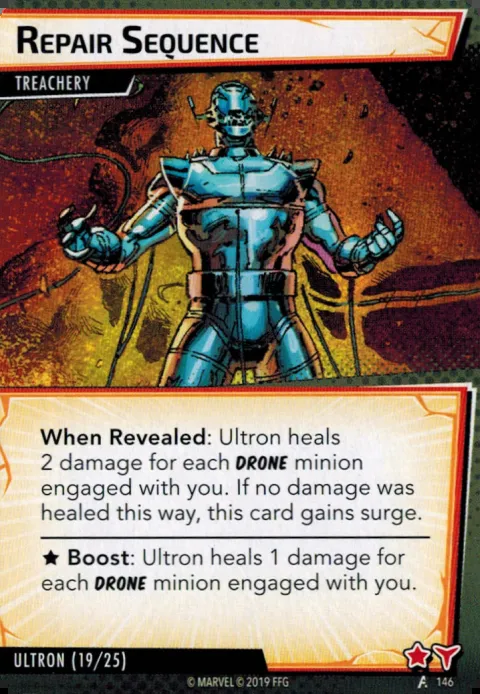 REPAIR SEQUENCE
TREACHERY
When Revealed: Ultron heals
2 damage for each DRONE minion
engaged with you. If no damage was
healed this way, this card gains surge.
★ Boost: Ultron heals 1 damage for
each DRONE minion engaged with you.
ULTRON (19/25)
© MARVEL © 2019 FFG
146